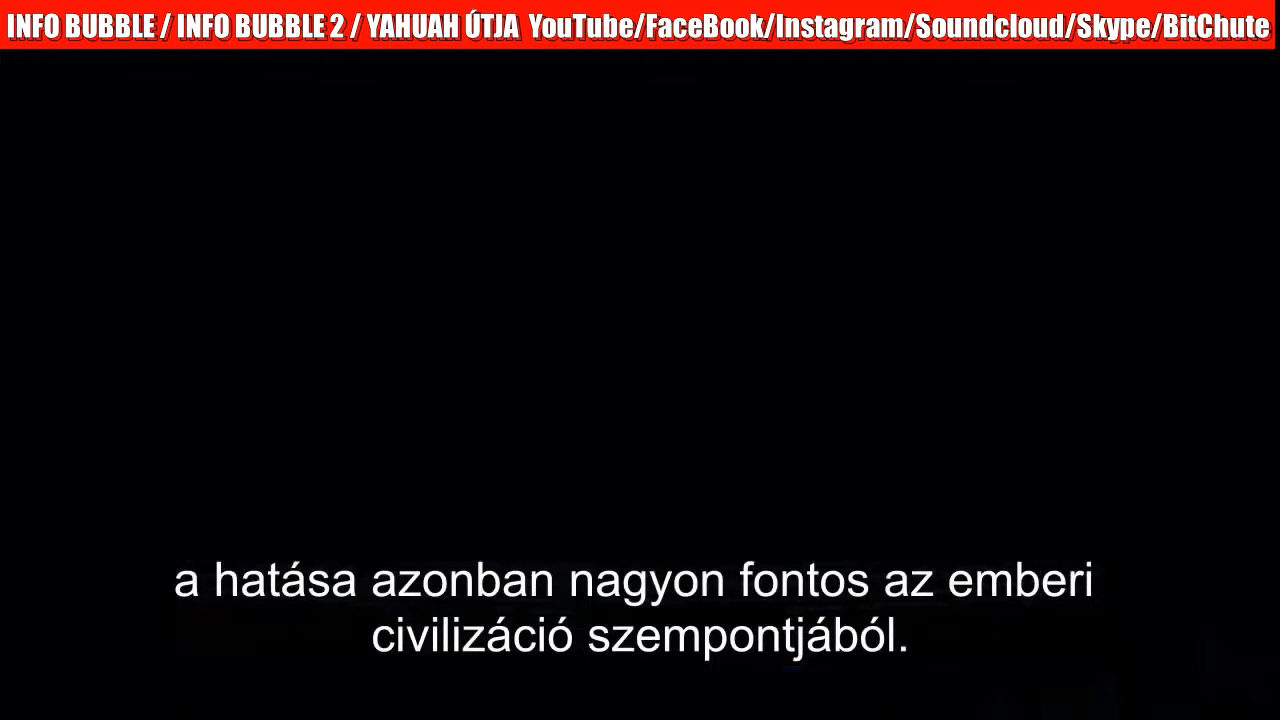 INFO BUBBLE / INFO BUBBLE 2 / YAHUAH ÚTJA YouTube/FaceBook/Instagram/Soundcloud/Skype/BitChute
a hatása azonban nagyon fontos az emberi
civilizáció szempontjából.